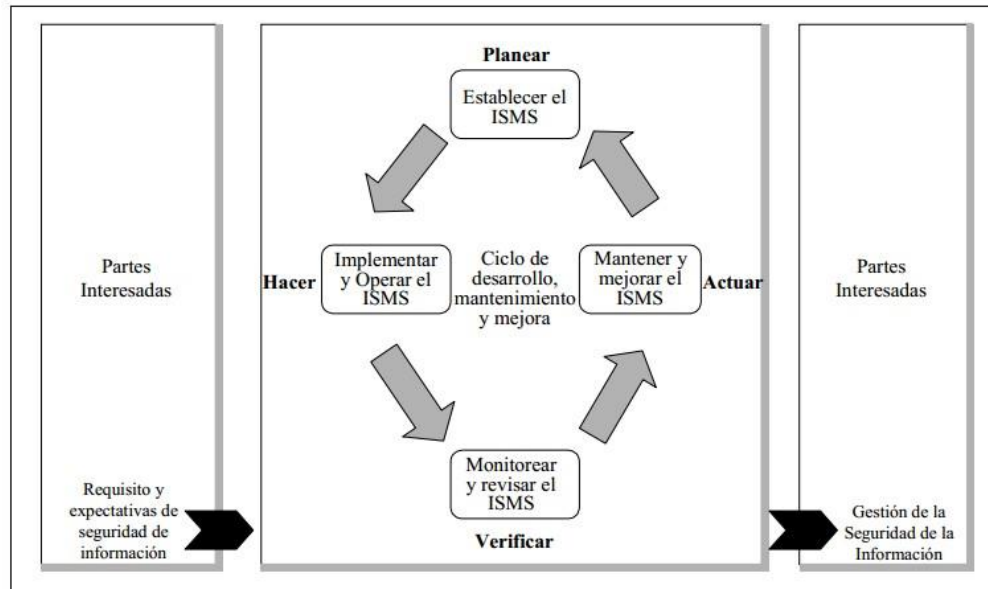 Partes
Interesadas
Requisito y
expectativas de
seguridad de
información
Planear
Establecer el
ISMS
Hacer
Implementar
y Operar el
ISMS
Ciclo de
desarrollo,
mantenimiento
y mejora
Mantener y
mejorar el
ISMS
Actuar
Monitorear
y revisar el
ISMS
Verificar
Partes
Interesadas
Gestión de la
Seguridad de la
Información